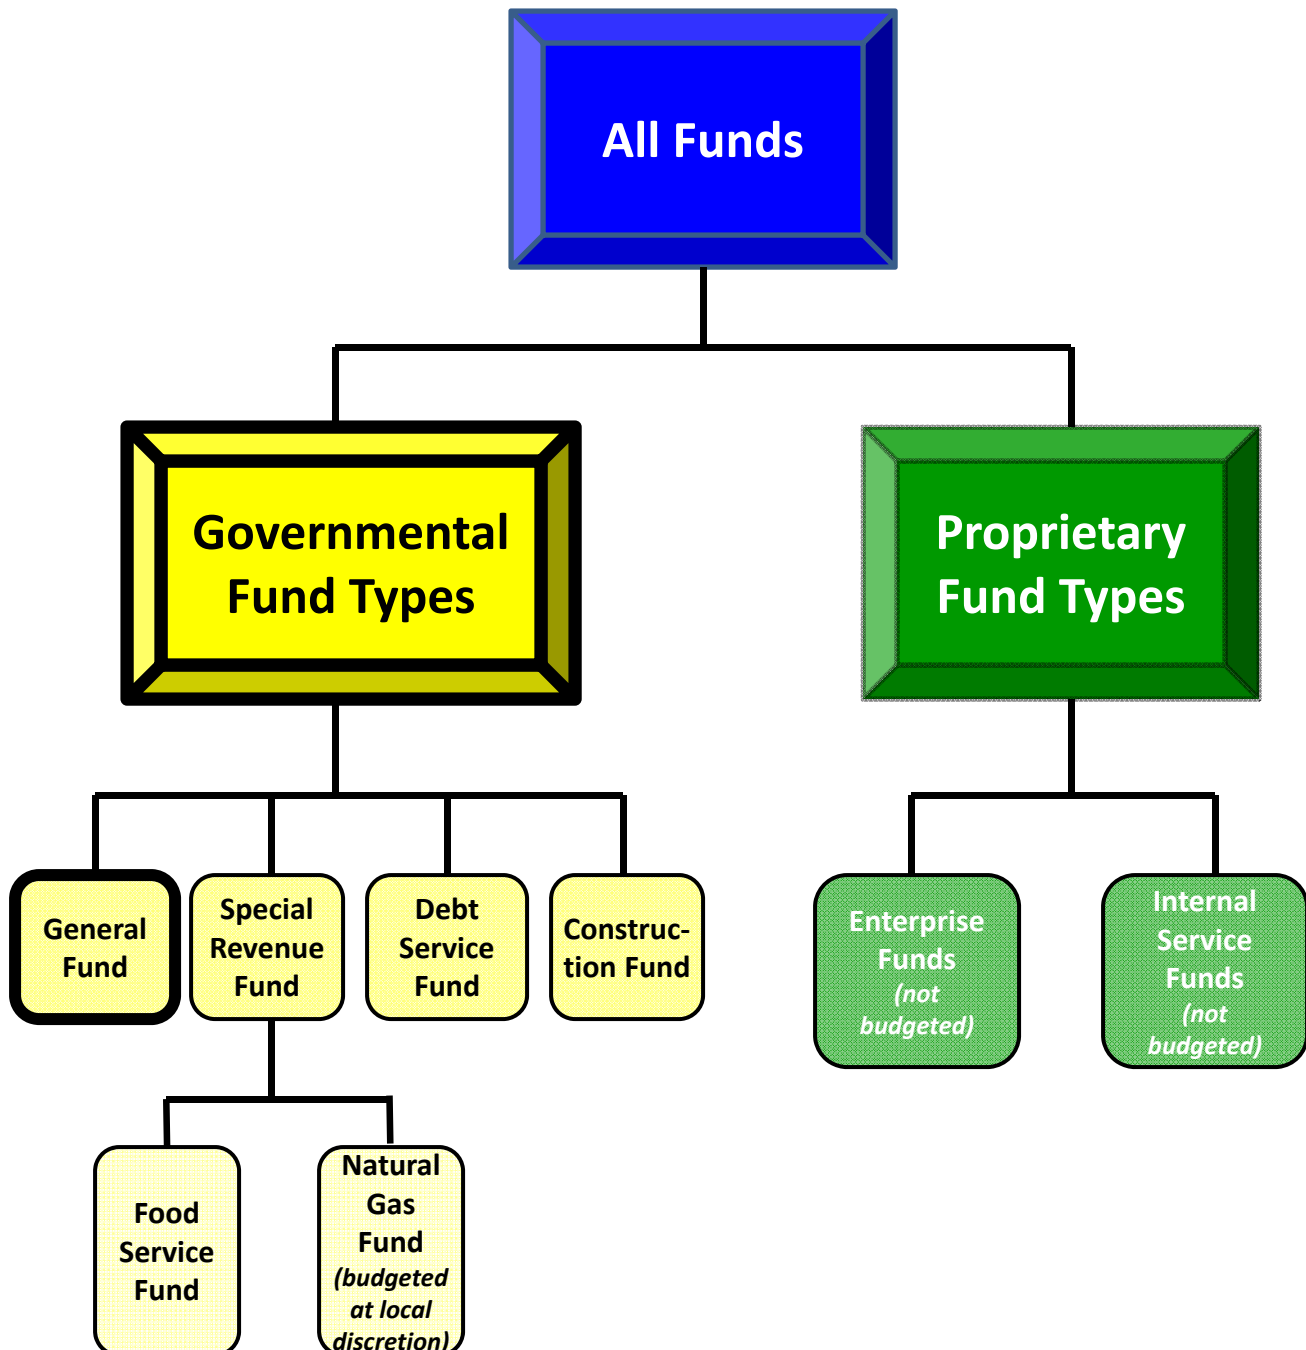 All Funds
Governmental
Fund Types
Proprietary
Fund Types
General
Fund
Special
Revenue
Fund
Debt
Service
Fund
Construc-
tion Fund
Enterprise
Funds
(not
budgeted)
Internal
Service
Funds
(not
budgeted)
Food
Service
Fund
Natural
Gas
Fund
(budgeted
at local
discretion)